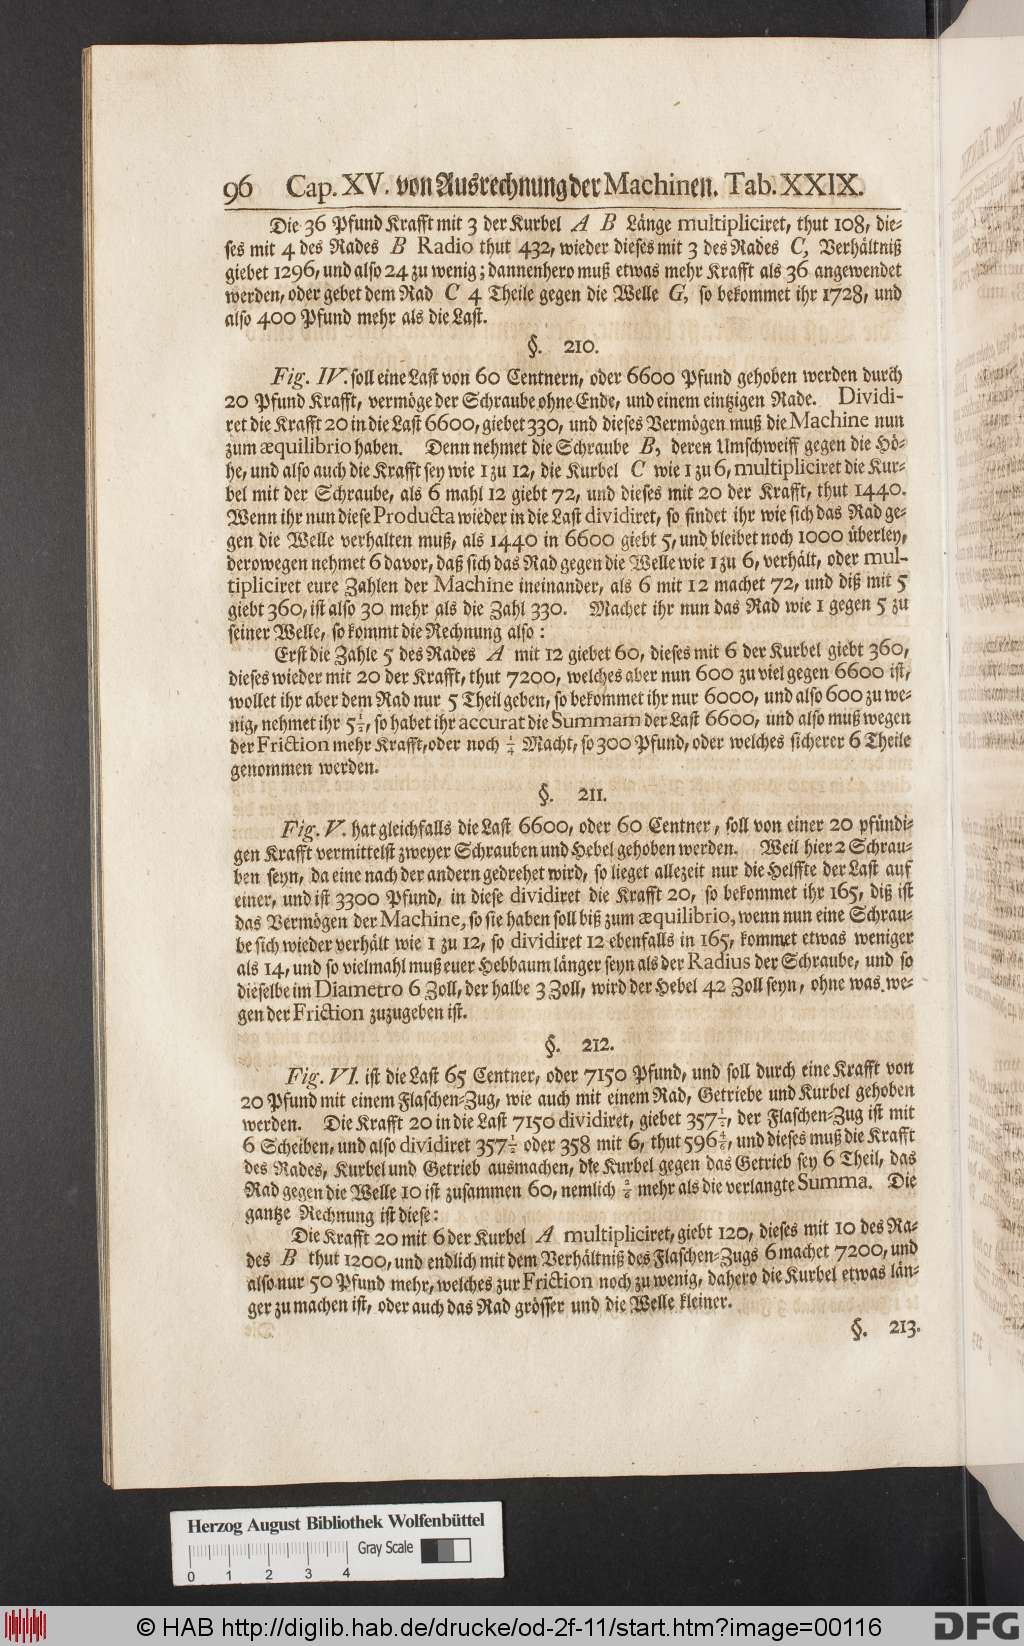 96 Cap. XV. von Ausrechnung der Machinen. Tab. XXIX.
Die 36 Pfund Krafft mit 3 der Kurbel A B Länge multipliciret, thut 108, die-
ses mit 4 des Rades B Radio thut 432, wieder dieses mit 3 des Rades C, Verhältniß
giebet 1296, und also 24 zu wenig; dannenhero muß etwas mehr Krafft als 36 angewendet
werden, oder gebet dem Rad C 4 Theile gegen die Welle G, so bekommet ihr 1728, und
also 400 Pfund mehr als die Last.
§. 210.
Fig. IV. soll eine Last von 60 Centnern, oder 6600 Pfund gehoben werden durch
20 Pfund Krafft, vermöge der Schraube ohne Ende, und einem eintzigen Rade. Dividi-
ret die Krafft 20 in die Last 6600, giebet 330, und dieses Vermögen muß die Machine nun
zum æquilibrio haben. Denn nehmet die Schraube B, deren Umschweiff gegen die Hö-
he, und also auch die Krafft sey wie 1 zu 12, die Kurbel C wie 1 zu 6, multipliciret die Kur-
bel mit der Schraube, als 6 mahl 12 giebt 72, und dieses mit 20 der Krafft, thut 1440.
Wenn ihr nun diese Producta wieder in die Last dividiret, so findet ihr wie sich das Rad ge-
gen die Welle verhalten muß, als 1440 in 6600 giebt 5, und bleibet noch 1000 überley,
derowegen nehmet 6 davor, daß sich das Rad gegen die Welle wie 1 zu 6, verhält, oder mul-
tipliciret eure Zahlen der Machine ineinander, als 6 mit 12 machet 72, und diß mit 5
giebt 360, ist also 30 mehr als die Zahl 330. Machet ihr nun das Rad wie 1 gegen 5 zu
seiner Welle, so kommt die Rechnung also:
Erst die Zahle 5 des Rades A mit 12 giebet 60, dieses mit 6 der Kurbel giebt 360,
dieses wieder mit 20 der Krafft, thut 7200, welches aber nun 600 zu viel gegen 6600 ist,
wollet ihr aber dem Rad nur 5 Theil geben, so bekommet ihr nur 6000, und also 600 zu we-
nig, nehmet ihr 5½, so habet ihr accurat die Summam der Last 6600, und also muß wegen
der Friction mehr Krafft, oder noch ¼ Macht, so 300 Pfund, oder welches sicherer 6 Theile
genommen werden.
§. 211.
Fig. V. hat gleichfalls die Last 6600, oder 60 Centner, soll von einer 20 pfündi-
gen Krafft vermittelst zweyer Schrauben und Hebel gehoben werden. Weil hier 2 Schrau-
ben seyn, da eine nach der andern gedrehet wird, so lieget allezeit nur die Helffte der Last auf
einer, und ist 3300 Pfund, in diese dividiret die Krafft 20, so bekommet ihr 165, diß ist
das Vermögen der Machine, so sie haben soll biß zum æquilibrio, wenn nun eine Schrau-
be sich wieder verhält wie 1 zu 12, so dividiret 12 ebenfalls in 165, kommet etwas weniger
als 14, und so vielmahl muß euer Hebbaum länger seyn als der Radius der Schraube, und so
dieselbe im Diametro 6 Zoll, der halbe 3 Zoll, wird der Hebel 42 Zoll seyn, ohne was we-
gen der Friction zuzugeben ist.
§. 212.
Fig. VI. ist die Last 65 Centner, oder 7150 Pfund, und soll durch eine Krafft von
20 Pfund mit einem Flaschen-Zug, wie auch mit einem Rad, Getriebe und Kurbel gehoben
werden. Die Krafft 20 in die Last 7150 dividiret, giebet 357½, der Flaschen-Zug ist mit
6 Scheiben, und also dividiret 357½ oder 358 mit 6, thut 596 4/6, und dieses muß die Krafft
des Rades, Kurbel und Getrieb ausmachen, die Kurbel gegen das Getrieb sey 6 Theil, das
Rad gegen die Welle 10 ist zusammen 60, nemlich 2/6 mehr als die verlangte Summa. Die
gantze Rechnung ist diese:
Die Krafft 20 mit 6 der Kurbel A multipliciret, giebt 120, dieses mit 10 des Ra-
des B thut 1200, und endlich mit dem Verhältniß des Flaschen-Zugs 6 machet 7200, und
also nur 50 Pfund mehr, welches zur Friction noch zu wenig, dahero die Kurbel etwas län-
ger zu machen ist, oder auch das Rad grösser und die Welle kleiner.
§. 213.
Herzog August Bibliothek Wolfenbüttel
Gray Scale
0 1 2 3 4
© HAB http://diglib.hab.de/drucke/od-2f-11/start.htm?image=00116
DFG